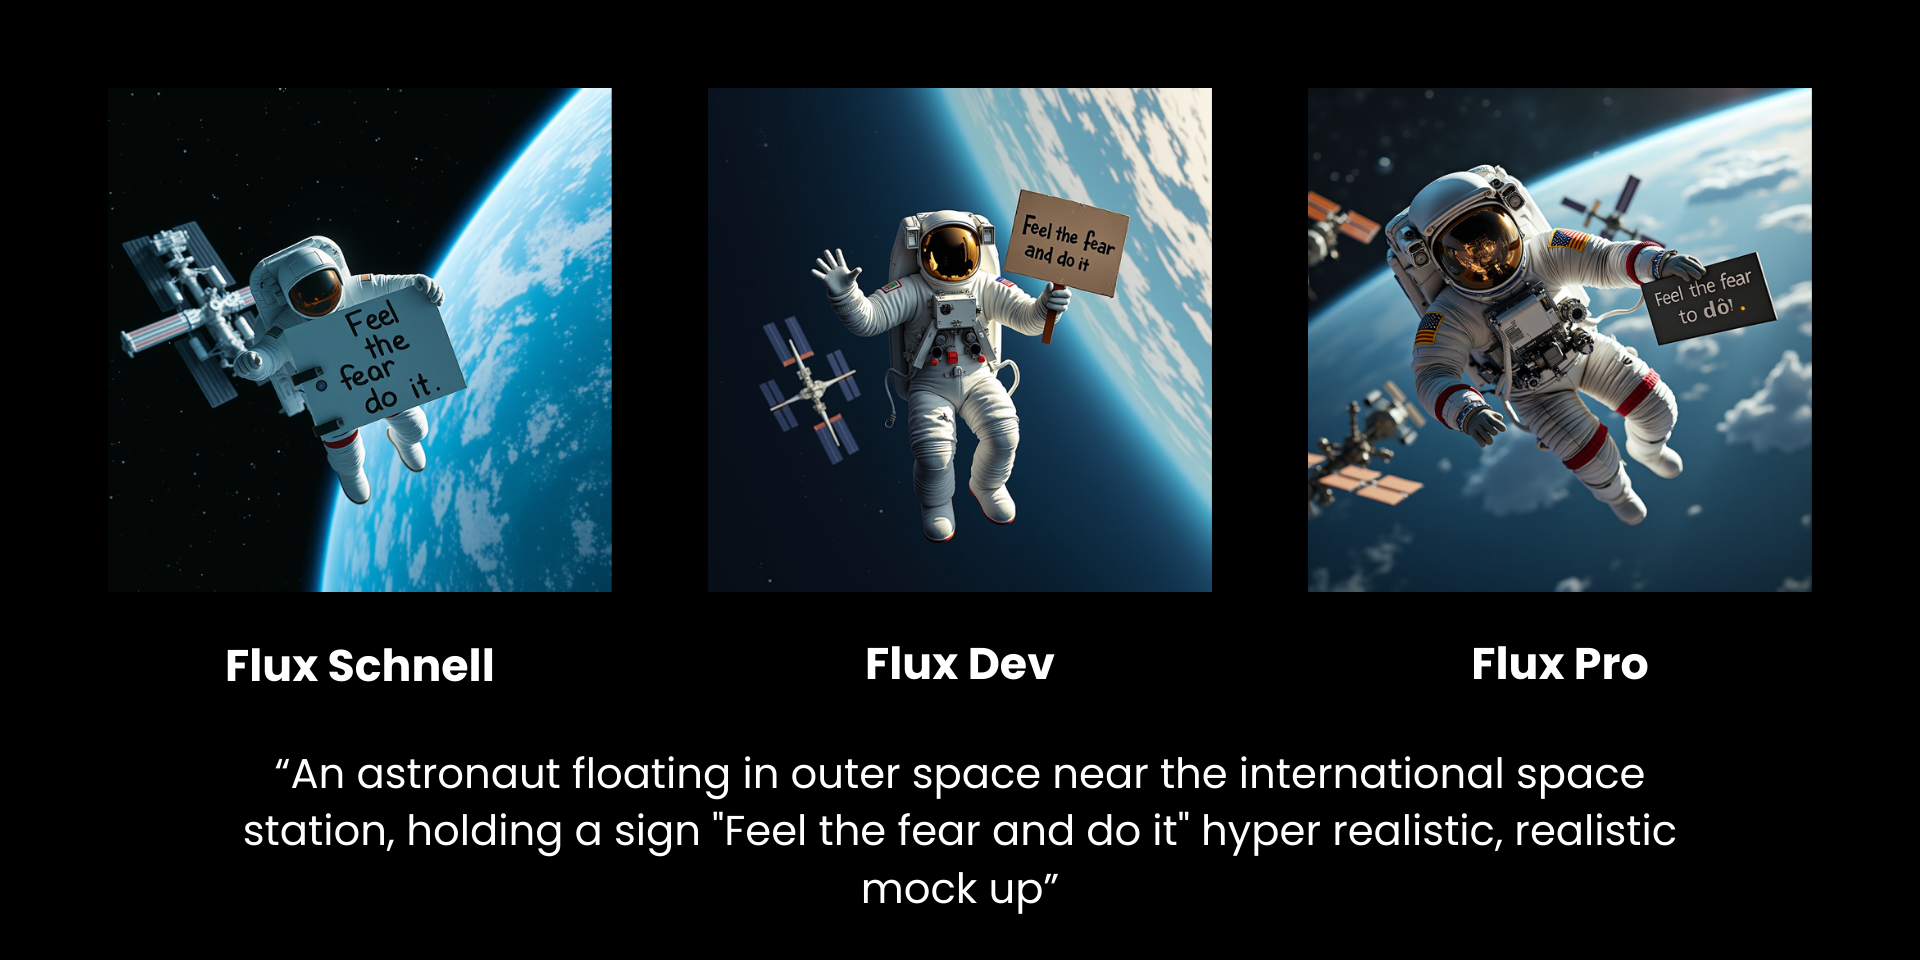 Feel
the
fear
do it.
Feel the fear
and do it
Feel the fear
to dô!.
Flux Schnell
Flux Dev
Flux Pro
“An astronaut floating in outer space near the international space
station, holding a sign "Feel the fear and do it" hyper realistic, realistic
mock up”